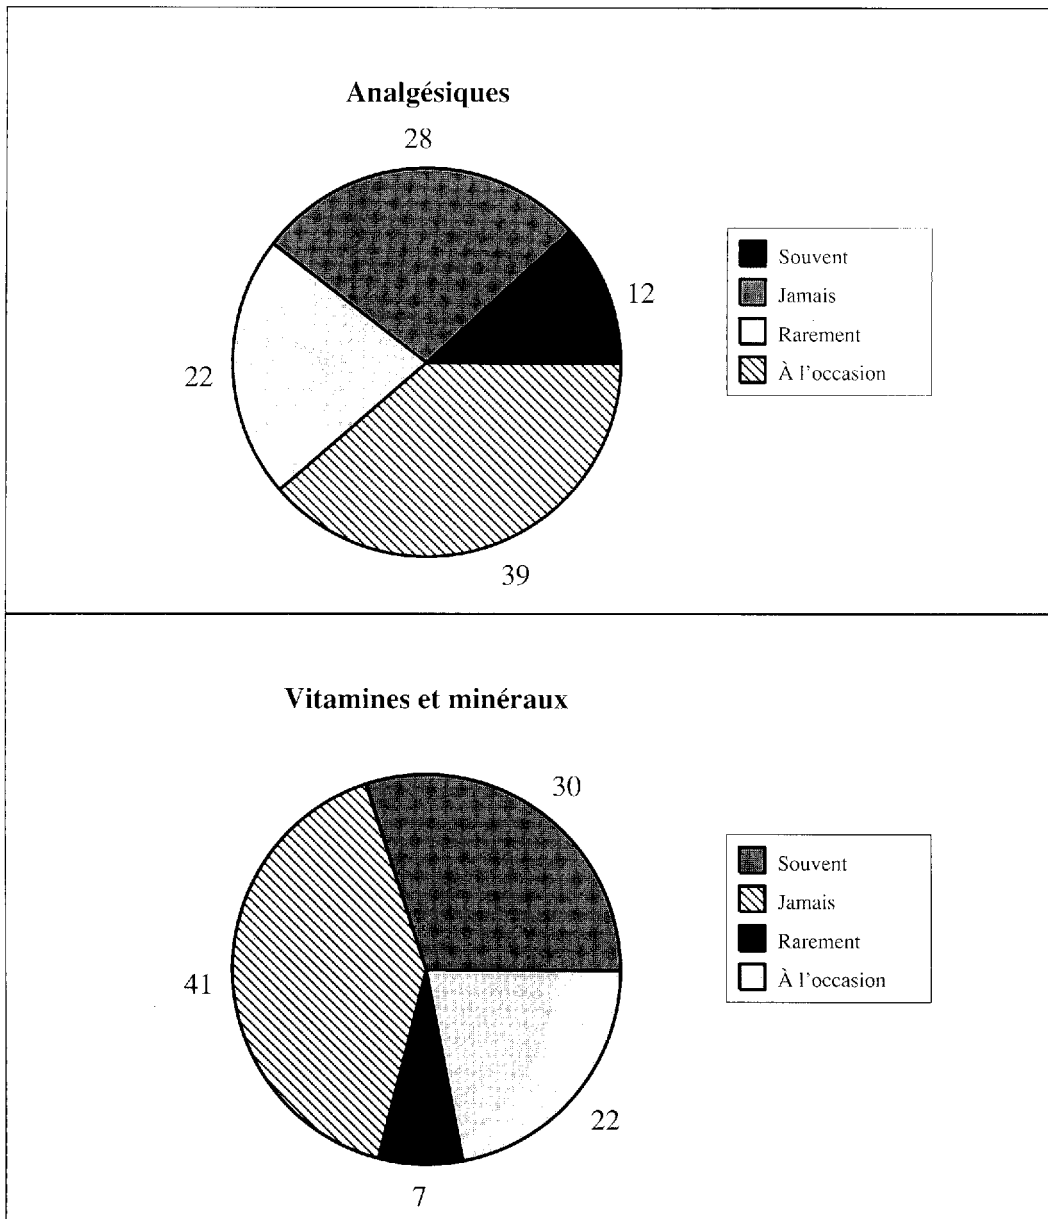 Analgésiques
28
12
22
39
Souvent
Jamais
Rarement
À l'occasion
Vitamines et minéraux
30
41
22
7
Souvent
Jamais
Rarement
À l'occasion